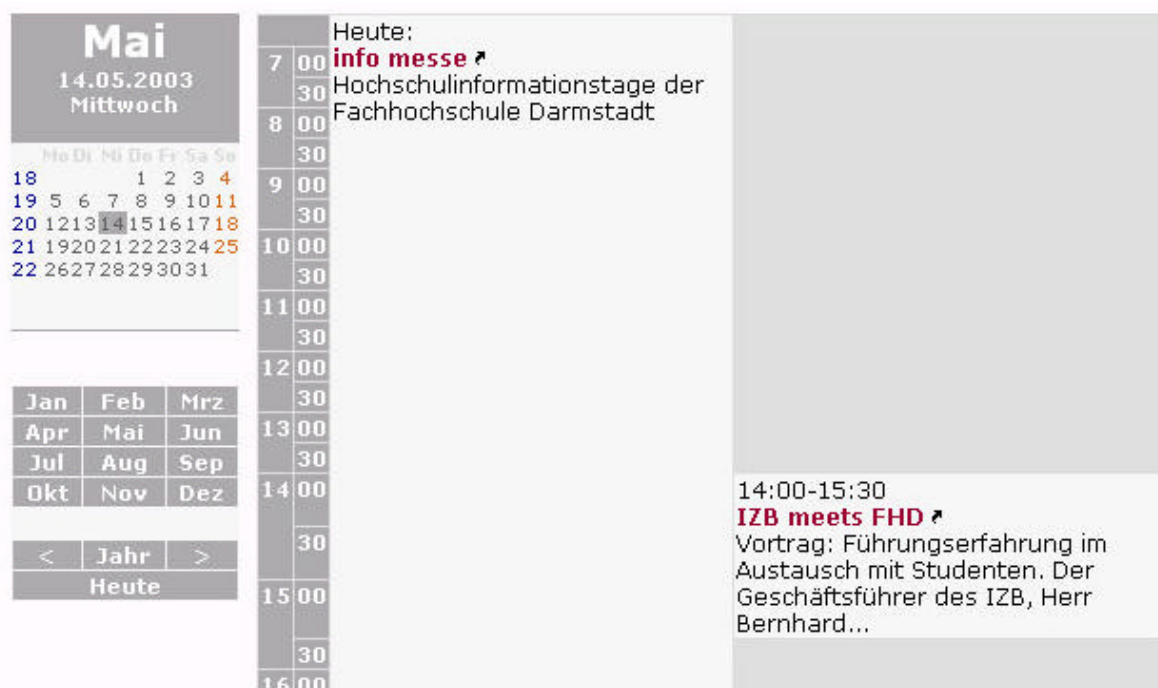 Mai
14.05.2003
Mittwoch
Mo Di Mi Do Fr Sa So
18 1 2 3 4
19 5 6 7 8 9 10 11
20 12 13 14 15 16 17 18
21 19 20 21 22 23 24 25
22 26 27 28 29 30 31
Jan Feb Mrz
Apr Mai Jun
Jul Aug Sep
Okt Nov Dez
< Jahr >
Heute
Heute:
info messe
Hochschulinformationstage der
Fachhochschule Darmstadt
7 00
30
8 00
30
9 00
30
10 00
30
11 00
30
12 00
30
13 00
30
14 00
30
15 00
30
16 00
14:00-15:30
IZB meets FHD
Vortrag: Führungserfahrung im
Austausch mit Studenten. Der
Geschäftsführer des IZB, Herr
Bernhard...